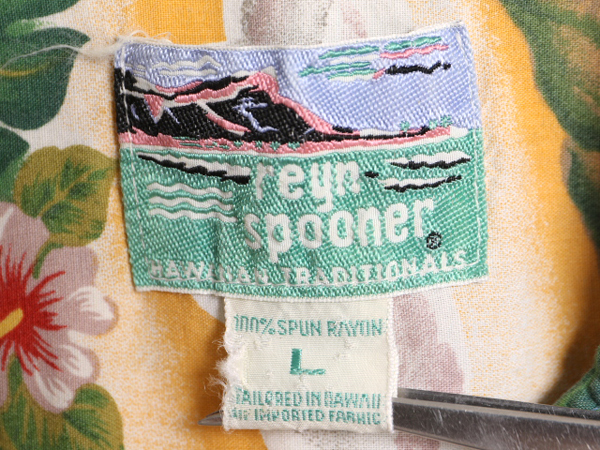 reyn
spooner®
HAWAIIAN TRADITIONALS
100% SPUN RAYON
L
TAILORED IN HAWAII
OF IMPORTED FABRIC